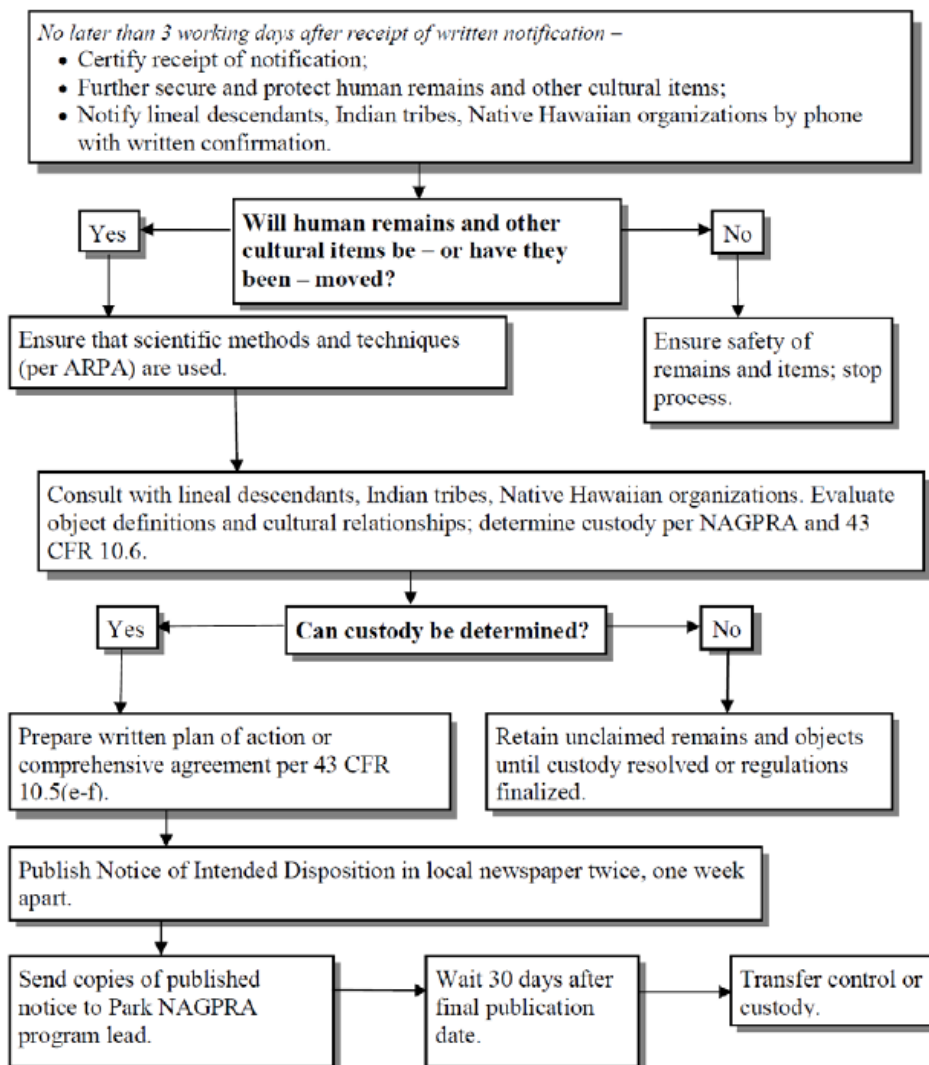 No later than 3 working days after receipt of written notification –
• Certify receipt of notification;
• Further secure and protect human remains and other cultural items;
• Notify lineal descendants, Indian tribes, Native Hawaiian organizations by phone
with written confirmation.
Yes
Will human remains and other
cultural items be – or have they
been – moved?
No
Ensure that scientific methods and techniques
(per ARPA) are used.
Ensure safety of
remains and items; stop
process.
Consult with lineal descendants, Indian tribes, Native Hawaiian organizations. Evaluate
object definitions and cultural relationships; determine custody per NAGPRA and 43
CFR 10.6.
Yes
Can custody be determined?
No
Prepare written plan of action or
comprehensive agreement per 43 CFR
10.5(e-f).
Retain unclaimed remains and objects
until custody resolved or regulations
finalized.
Publish Notice of Intended Disposition in local newspaper twice, one week
apart.
Send copies of published
notice to Park NAGPRA
program lead.
Wait 30 days after
final publication
date.
Transfer control or
custody.